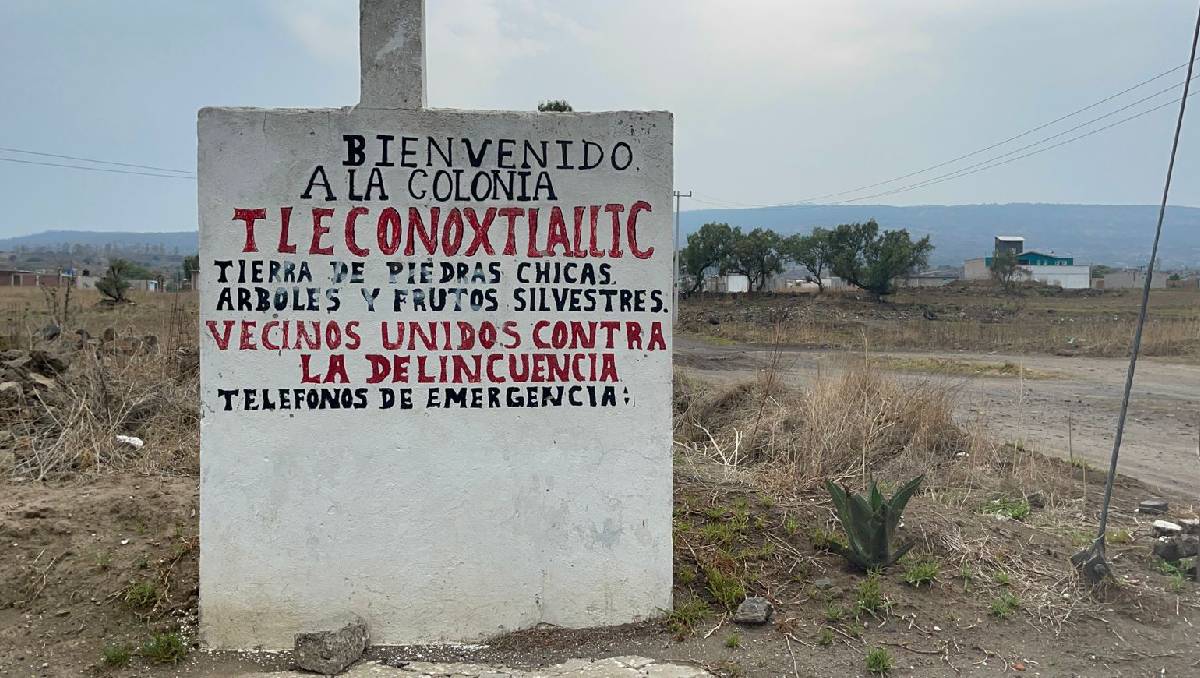 BIENVENIDO.
A LA COLONIA
TLECONOXTLALLIC
TIERRA DE PIEDRAS CHICAS.
ARBOLES Y FRUTOS SILVESTRES.
VECINOS UNIDOS CONTRA
LA DELINCUENCIA
TELEFONOS DE EMERGENCIA: